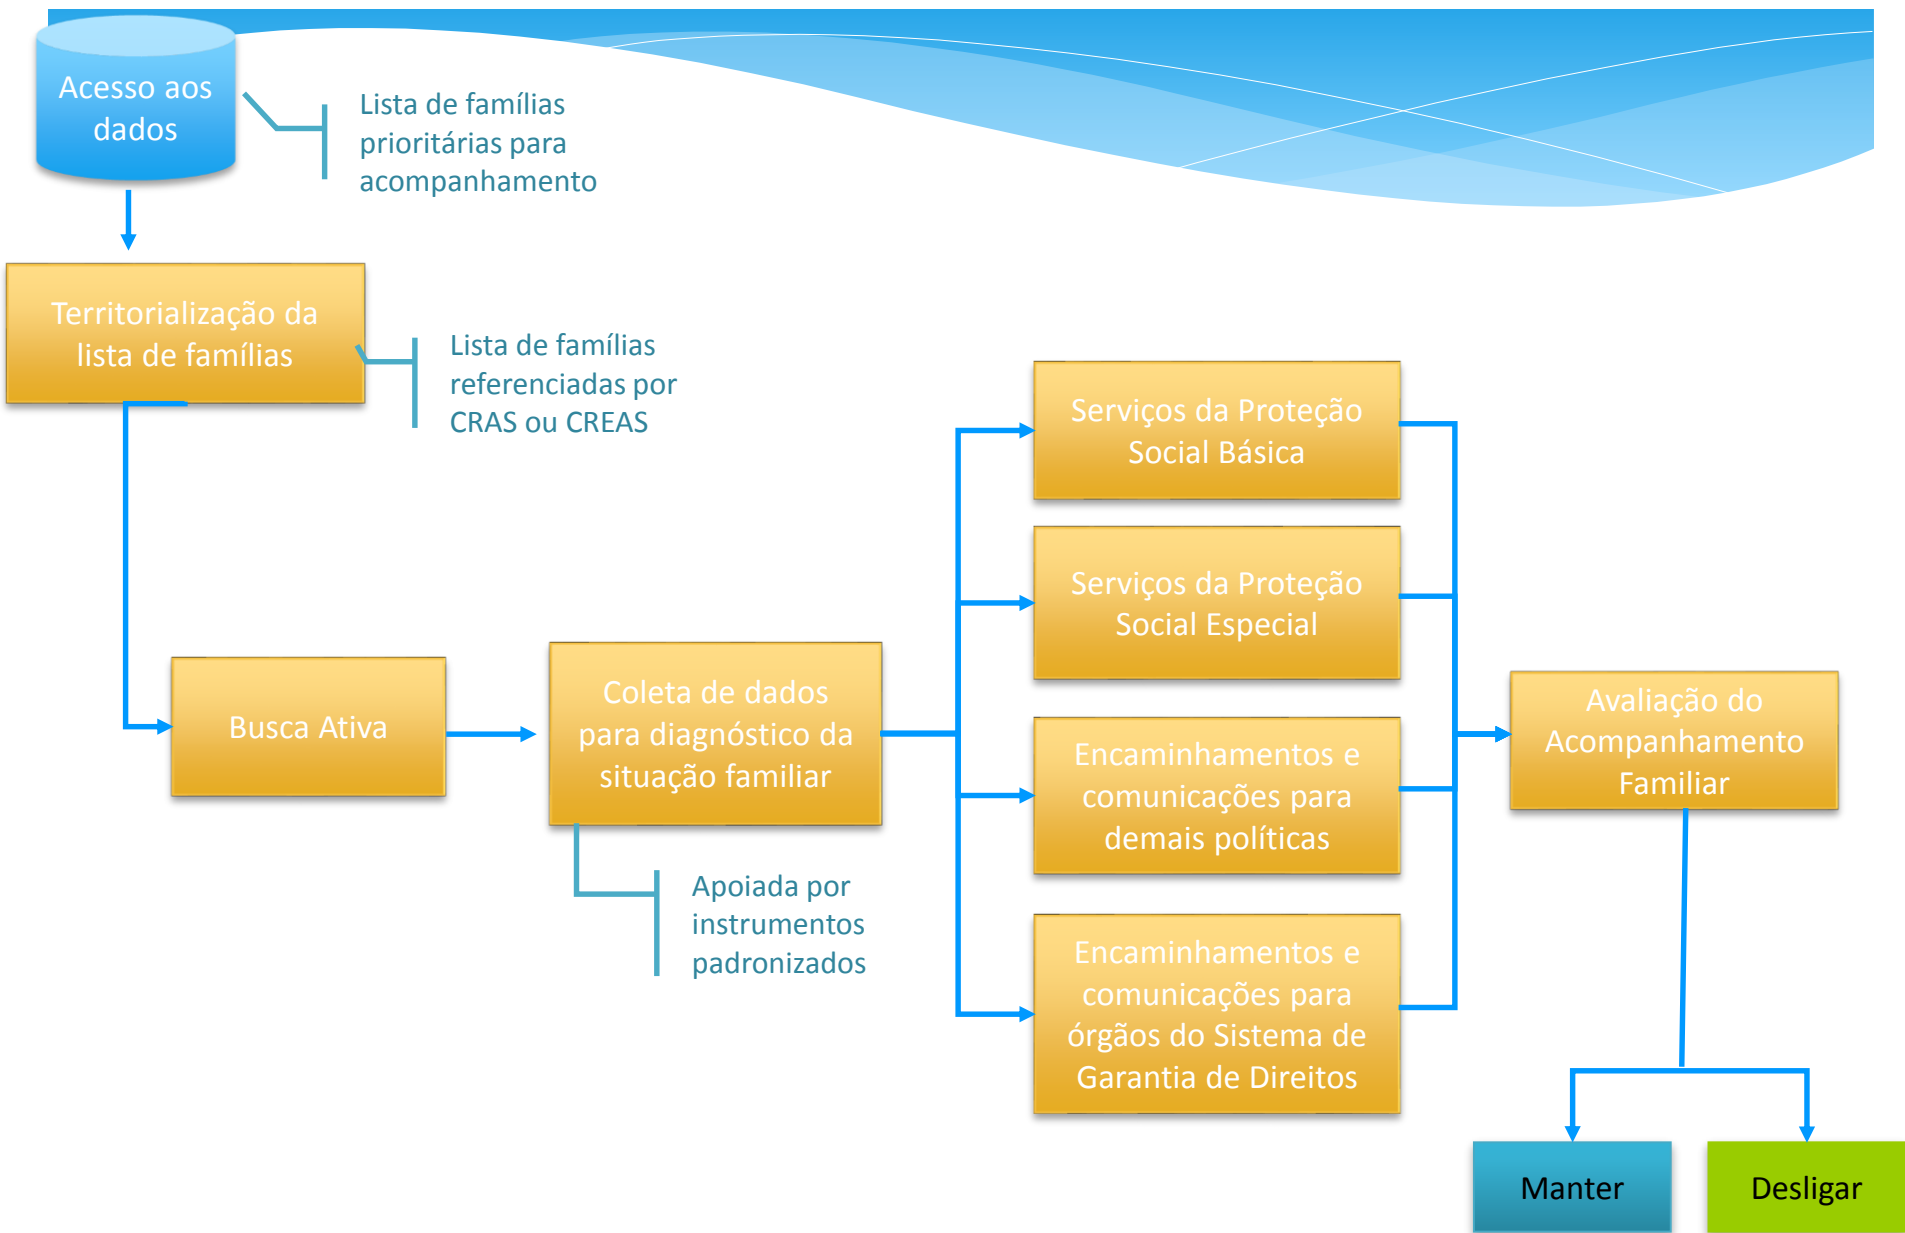 Acesso aos
dados
Lista de famílias
prioritárias para
acompanhamento
Territorialização da
lista de famílias
Lista de famílias
referenciadas por
CRAS ou CREAS
Busca Ativa
Coleta de dados
para diagnóstico da
situação familiar
Apoiada por
instrumentos
padronizados
Serviços da Proteção
Social Básica
Serviços da Proteção
Social Especial
Encaminhamentos e
comunicações para
demais políticas
Encaminhamentos e
comunicações para
órgãos do Sistema de
Garantia de Direitos
Avaliação do
Acompanhamento
Familiar
Manter
Desligar